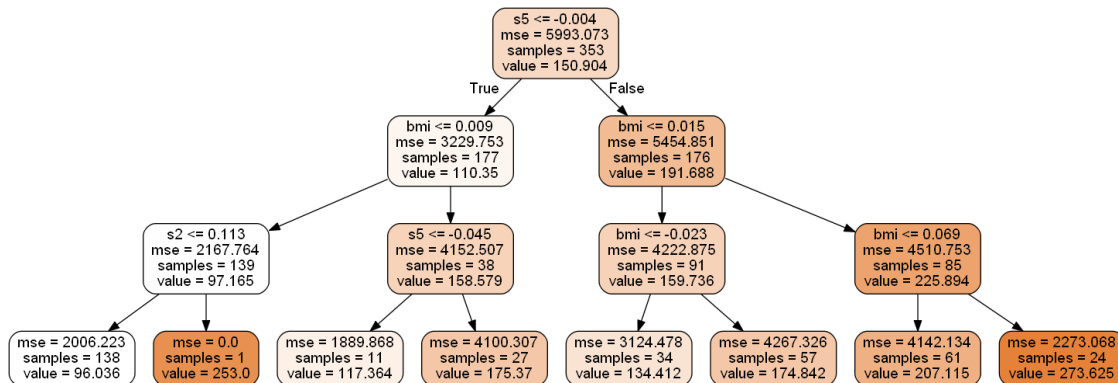 s5 <= -0.004
mse = 5993.073
samples = 353
value = 150.904
True
False
bmi <= 0.009
mse = 3229.753
samples = 177
value = 110.35
bmi <= 0.015
mse = 5454.851
samples = 176
value = 191.688
s2 <= 0.113
mse = 2167.764
samples = 139
value = 97.165
s5 <= -0.045
mse = 4152.507
samples = 38
value = 158.579
bmi <= -0.023
mse = 4222.875
samples = 91
value = 159.736
bmi <= 0.069
mse = 4510.753
samples = 85
value = 225.894
mse = 2006.223
samples = 138
value = 96.036
mse = 0.0
samples = 1
value = 253.0
mse = 1889.868
samples = 11
value = 117.364
mse = 4100.307
samples = 27
value = 175.37
mse = 3124.478
samples = 34
value = 134.412
mse = 4267.326
samples = 57
value = 174.842
mse = 4142.134
samples = 61
value = 207.115
mse = 2273.068
samples = 24
value = 273.625